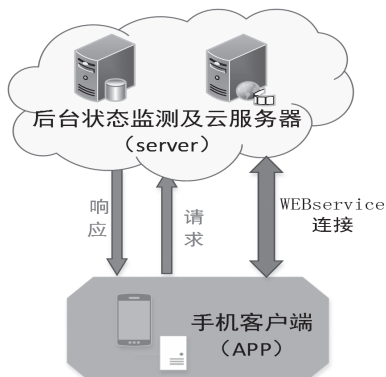 后台状态监测及云服务器
（server）
响
应
请
求
WEBservice
连接
手机客户端
（APP）